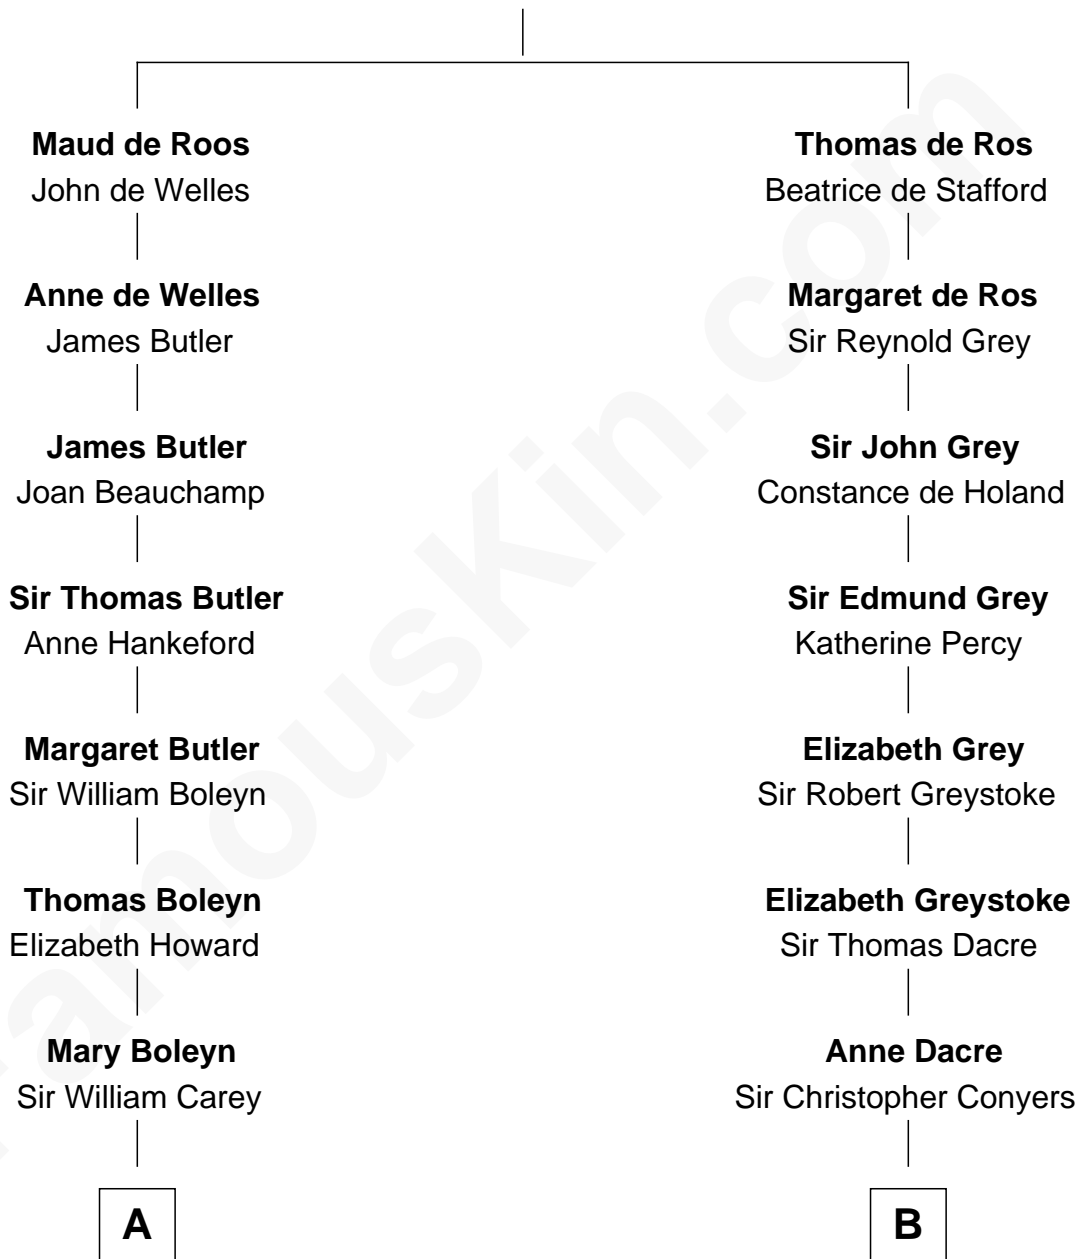 Maud de Roos
John de Welles
Anne de Welles
James Butler
James Butler
Joan Beauchamp
Sir Thomas Butler
Anne Hankeford
Margaret Butler
Sir William Boleyn
Thomas Boleyn
Elizabeth Howard
Mary Boleyn
Sir William Carey
A
Thomas de Ros
Beatrice de Stafford
Margaret de Ros
Sir Reynold Grey
Sir John Grey
Constance de Holand
Sir Edmund Grey
Katherine Percy
Elizabeth Grey
Sir Robert Greystoke
Elizabeth Greystoke
Sir Thomas Dacre
Anne Dacre
Sir Christopher Conyers
B
FamousKin.com